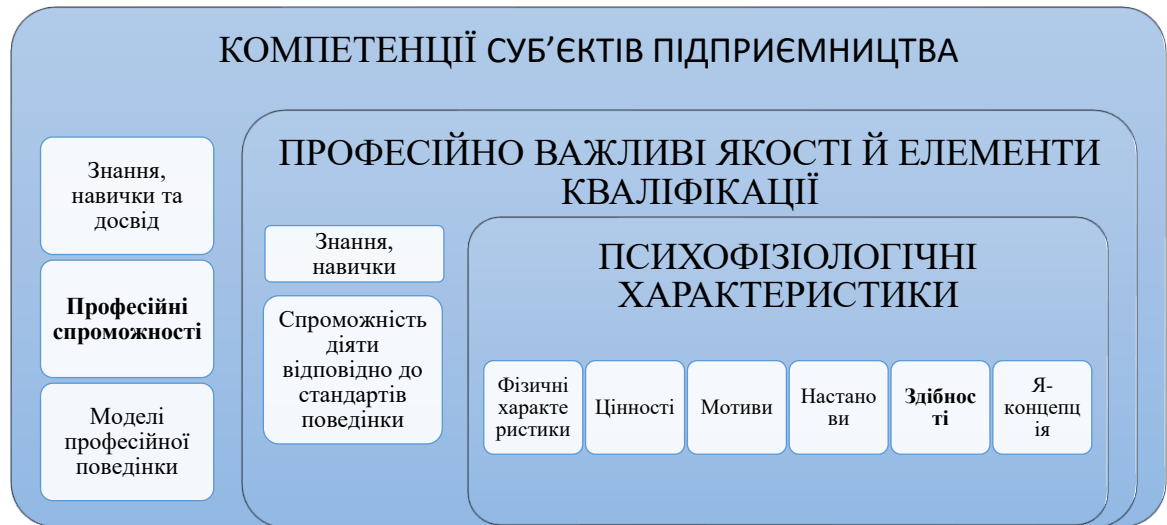 КОМПЕТЕНЦІЇ СУБ’ЄКТІВ ПІДПРИЄМНИЦТВА
Знання,
навички та
досвід
Професійні
спроможності
Моделі
професійної
поведінки
ПРОФЕСІЙНО ВАЖЛИВІ ЯКОСТІ Й ЕЛЕМЕНТИ
КВАЛІФІКАЦІЇ
Знання,
навички
Спроможність
діяти
відповідно до
стандартів
поведінки
ПСИХОФІЗІОЛОГІЧНІ
ХАРАКТЕРИСТИКИ
Фізичні
характе
ристики
Цінності
Мотиви
Настано
ви
Здібнос
ті
Я-
концепц
ія